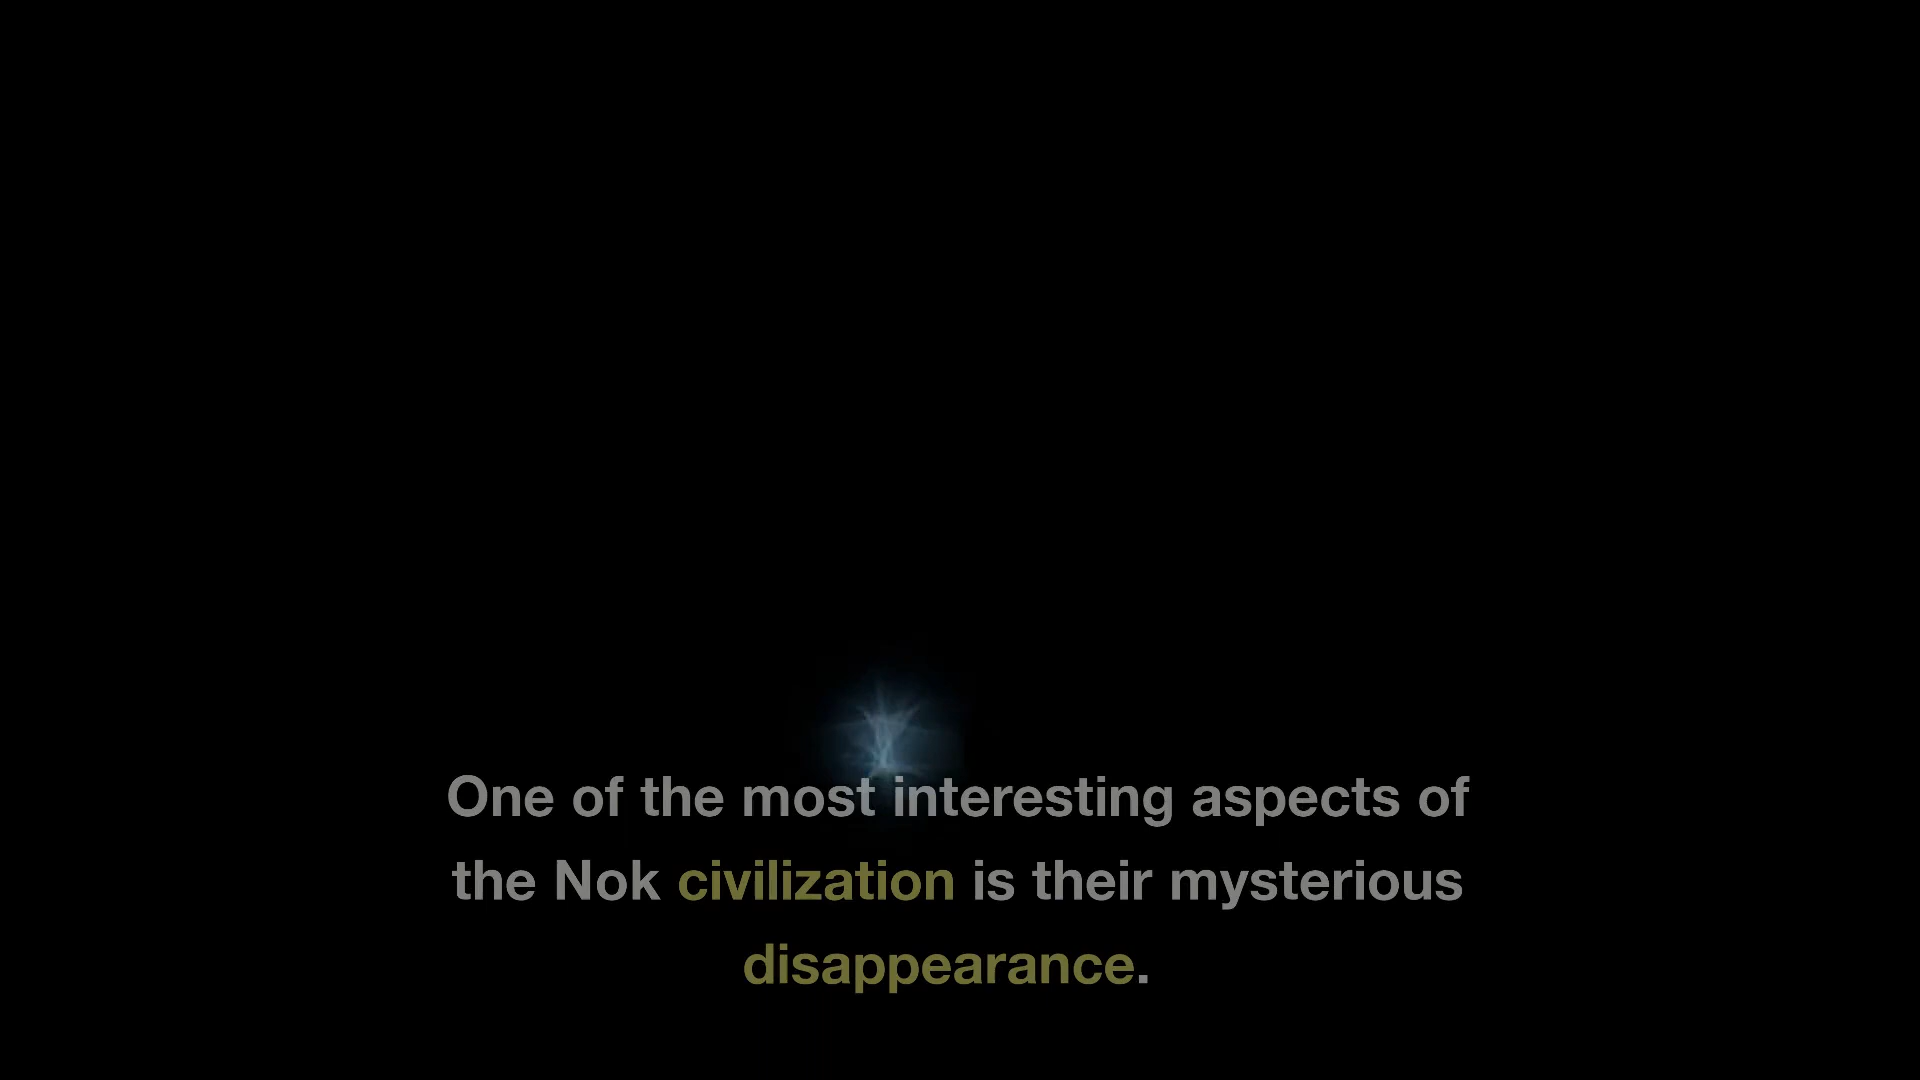 One of the most interesting aspects of
the Nok civilization is their mysterious
disappearance.